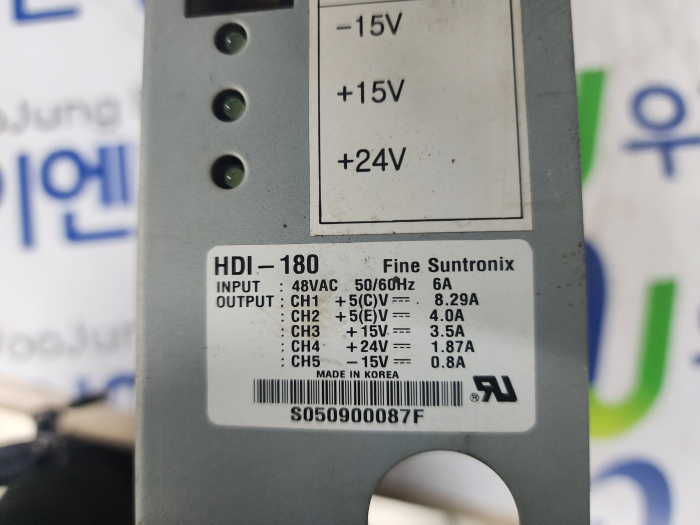 -15V
+15V
+24V
HDI-180 Fine Suntronix
INPUT : 48VAC 50/60Hz 6A
OUTPUT : CH1 +5(C)V ⎓ 8.29A
: CH2 +5(E)V ⎓ 4.0A
: CH3 +15V ⎓ 3.5A
: CH4 +24V ⎓ 1.87A
: CH5 -15V ⎓ 0.8A
MADE IN KOREA
S050900087F
ooJung
우
이엔